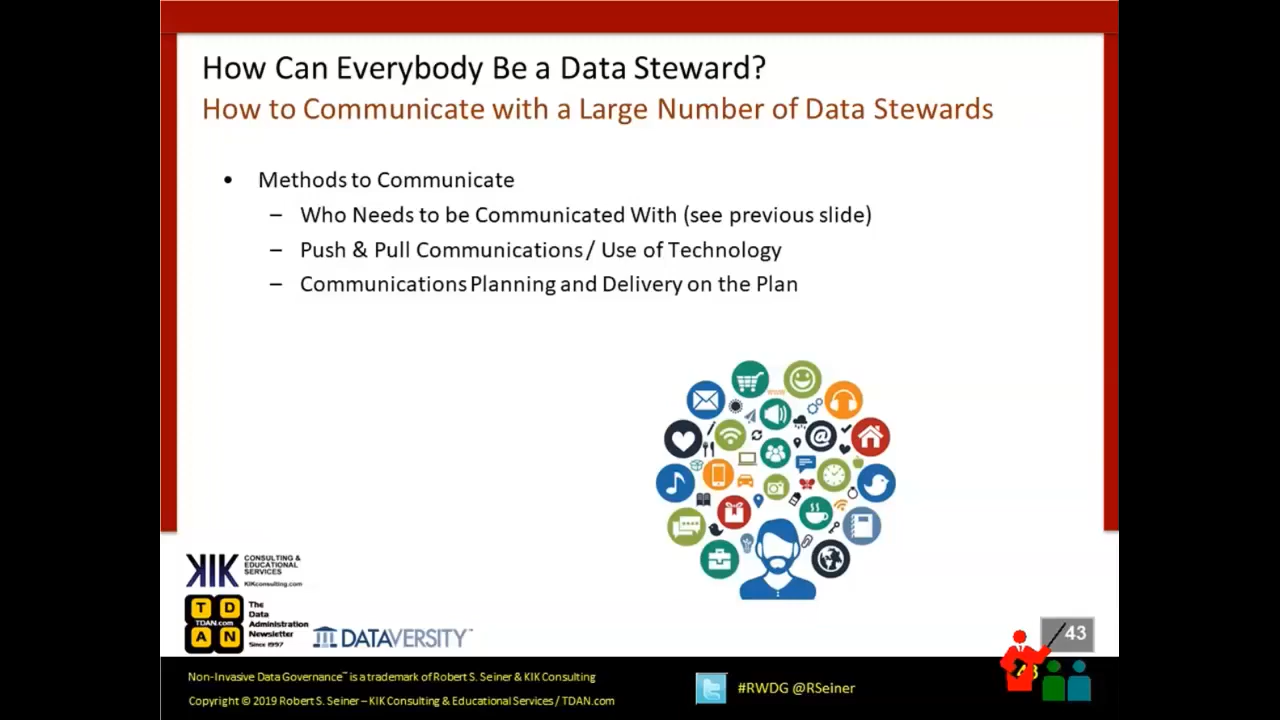 How Can Everybody Be a Data Steward?
How to Communicate with a Large Number of Data Stewards
• Methods to Communicate
– Who Needs to be Communicated With (see previous slide)
– Push & Pull Communications / Use of Technology
– Communications Planning and Delivery on the Plan
KIK CONSULTING &
EDUCATIONAL
SERVICES
KIKconsulting.com
T D
TDAN.com
A N
The
Data
Administration
Newsletter
Since 1997
DATAVERSITY™
43
Non-Invasive Data Governance™ is a trademark of Robert S. Seiner & KIK Consulting
Copyright © 2019 Robert S. Seiner – KIK Consulting & Educational Services / TDAN.com
#RWDG @RSeiner